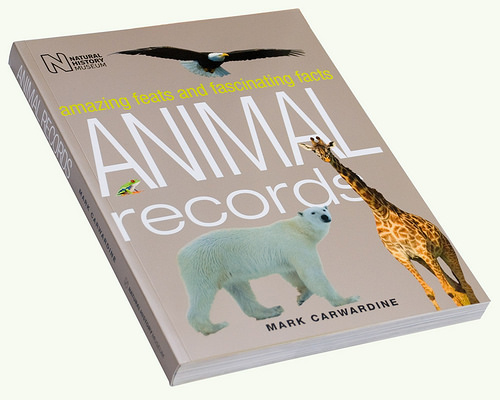 N NATURAL
HISTORY
MUSEUM
amazing feats and fascinating facts
ANIMAL
records
MARK CARWARDINE
ANIMAL RECORDS
MARK CARWARDINE